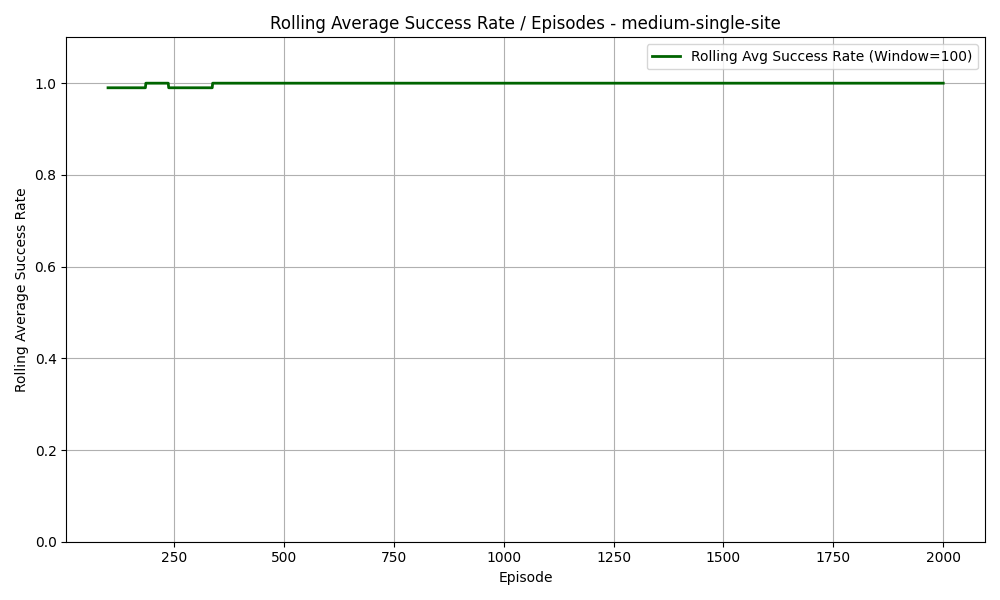 Rolling Average Success Rate / Episodes - medium-single-site
Rolling Avg Success Rate (Window=100)
Rolling Average Success Rate
1.0
0.8
0.6
0.4
0.2
0.0
250 500 750 1000 1250 1500 1750 2000
Episode